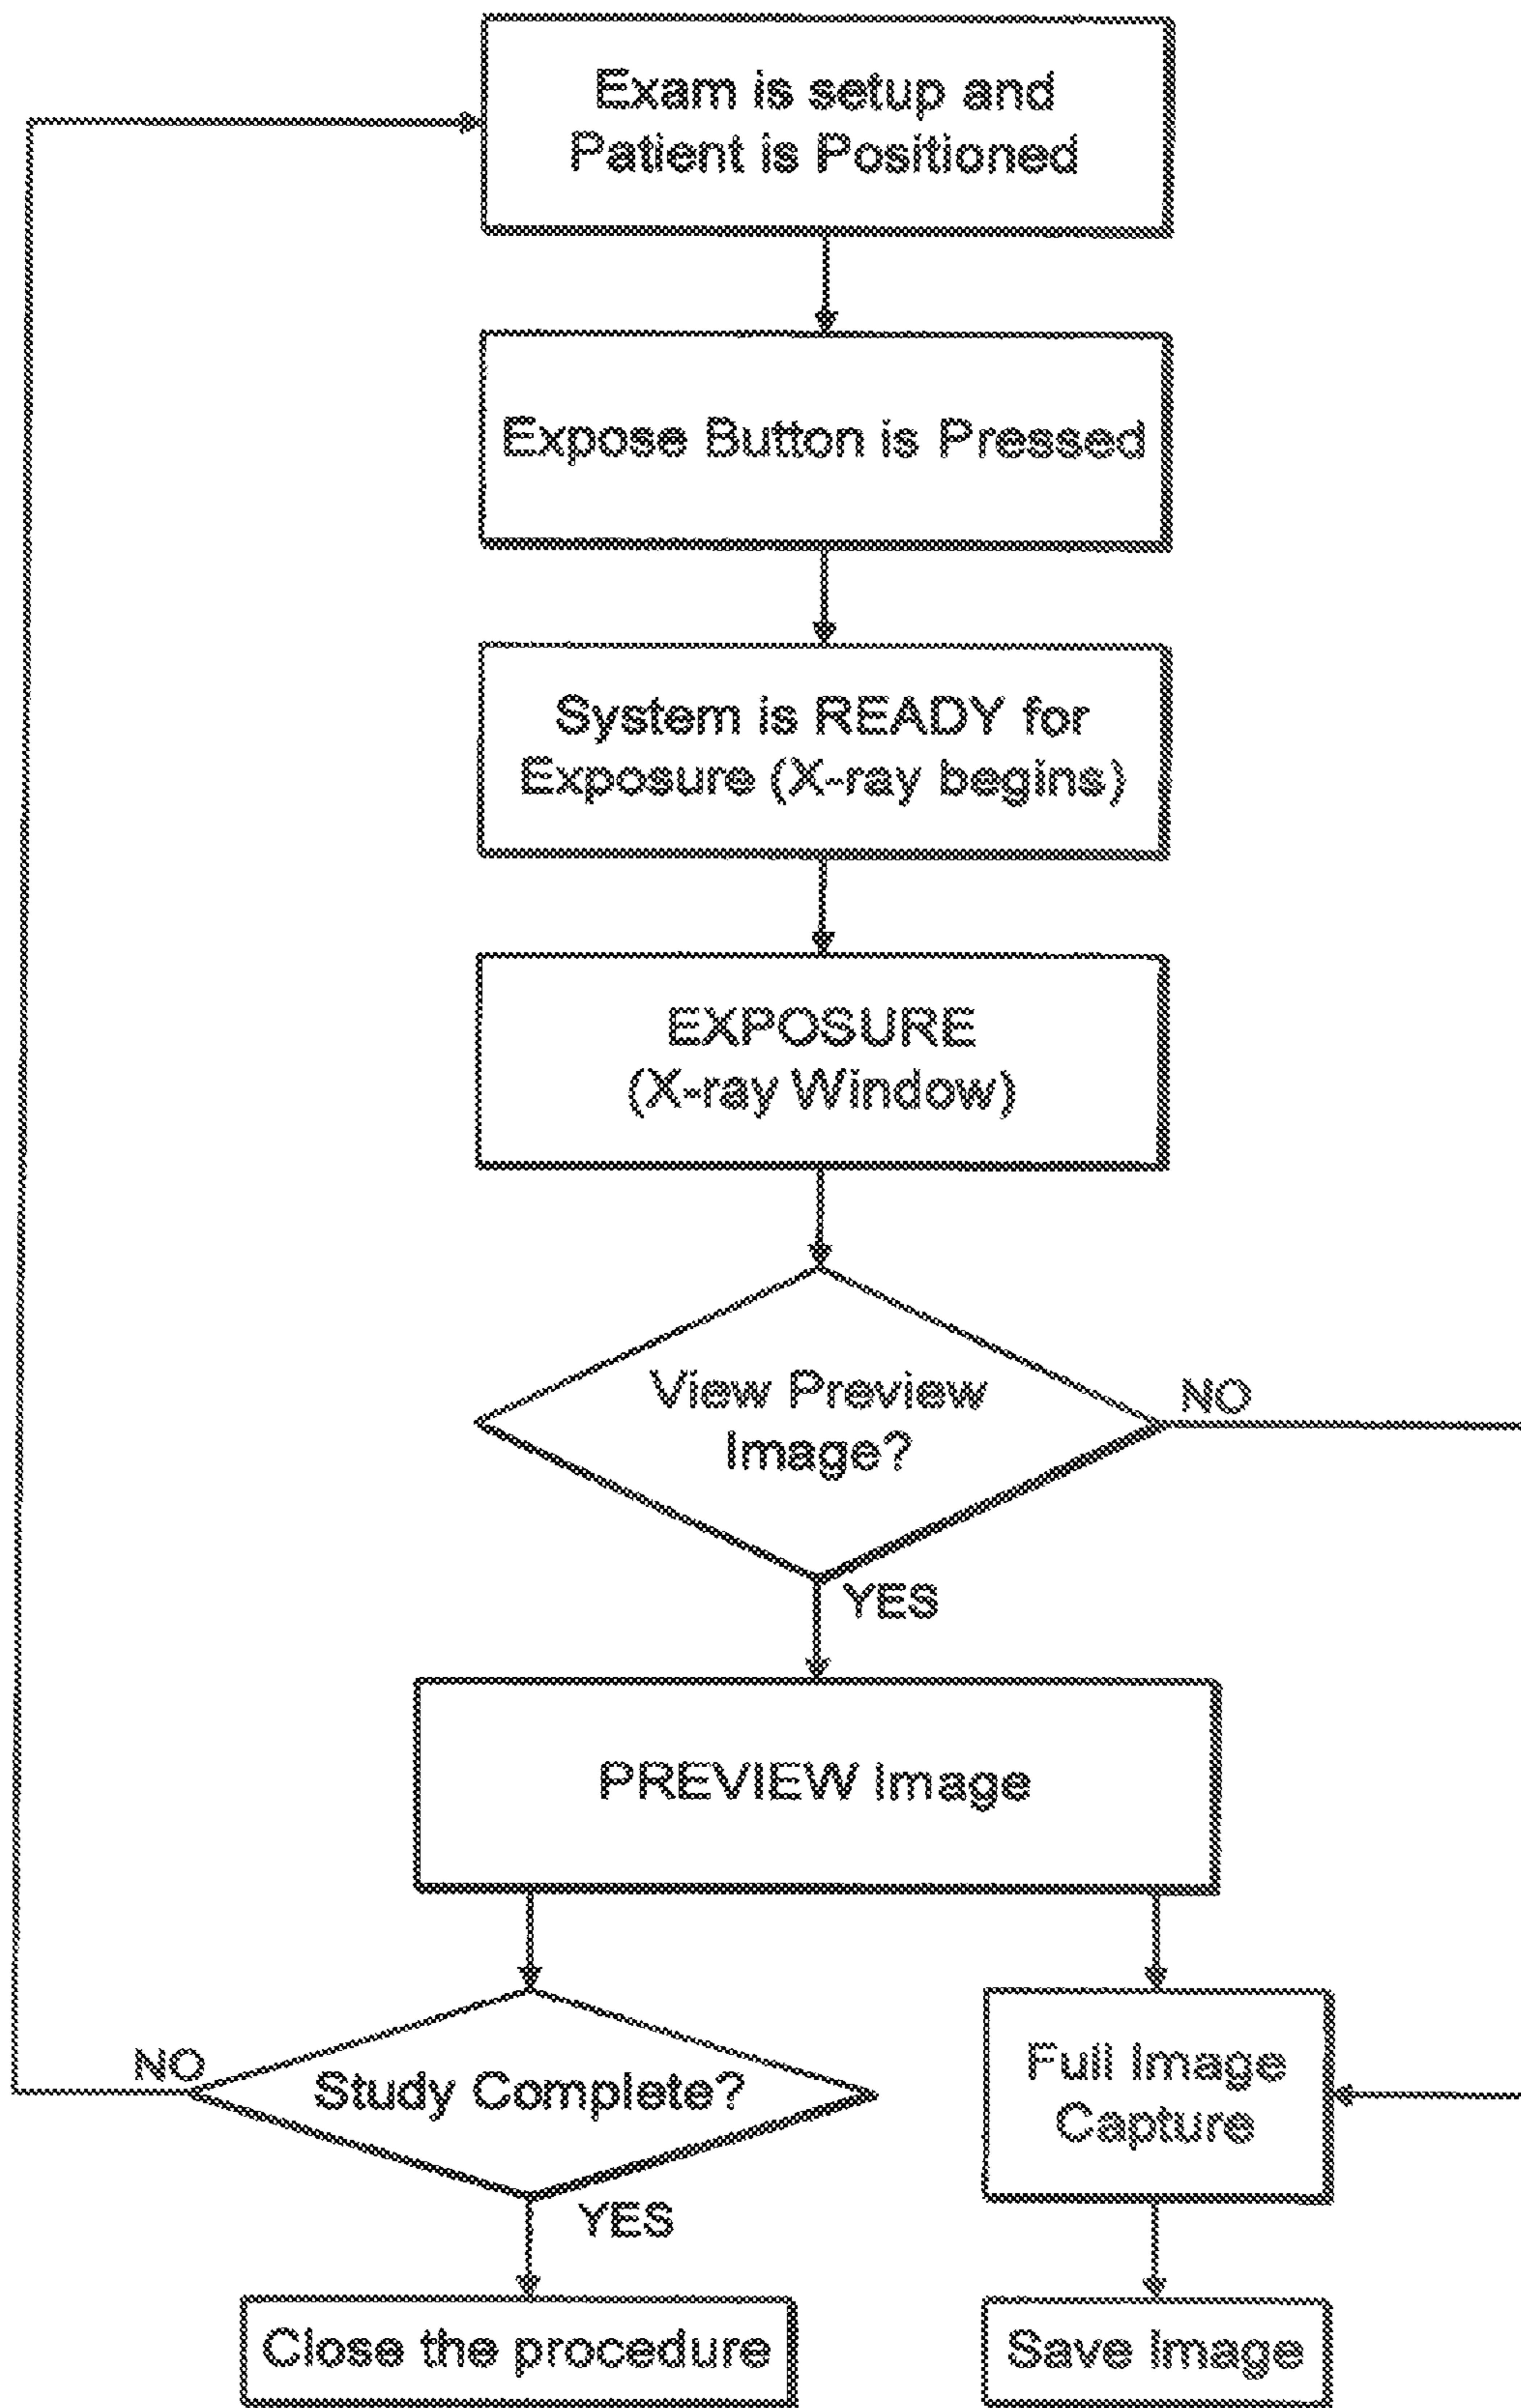 Exam is setup and
Patient is Positioned
Expose Button is Pressed
System is READY for
Exposure (X-ray begins)
EXPOSURE
(X-ray Window)
View Preview
Image?
NO
YES
PREVIEW Image
NO
Study Complete?
YES
Full Image
Capture
Close the procedure
Save Image